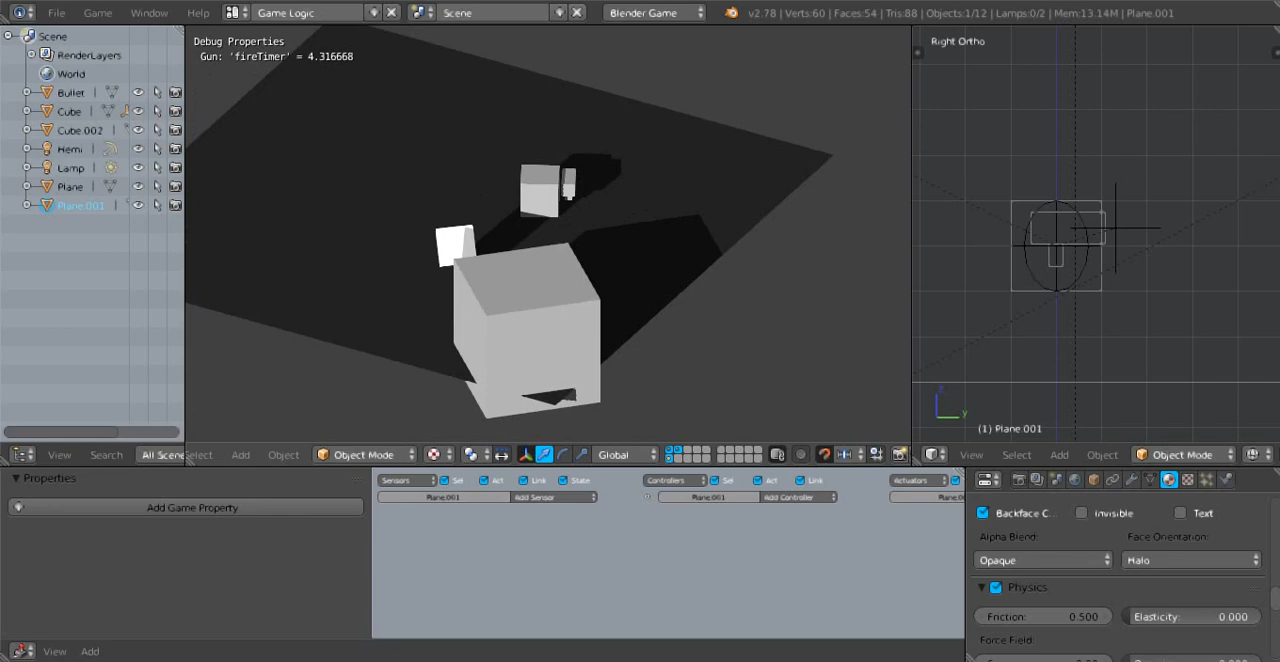 File Game Window Help Game Logic Scene Blender Game v2.78 | Verts:60 | Faces:54 | Tris:88 | Objects:1/12 | Lamps:0/2 | Mem:13.14M | Plane.001
Scene
RenderLayers
World
Bullet
Cube
Cube.002
Hemi
Lamp
Plane
Plane.001
Debug Properties
Gun: 'fireTimer' = 4.316668
Right Ortho
z
y
(1) Plane.001
View Search All Scene Select Add Object Object Mode Global View Select Add Object Object Mode
Properties
Add Game Property
Sensors Sel Act Link State Controllers Sel Act Link Actuators
Plane.001 Add Sensor Plane.001 Add Controller Plane.0
Backface C... Invisible Text
Alpha Blend: Face Orientation:
Opaque Halo
Physics
Friction: 0.500 Elasticity: 0.000
Force Field:
View Add